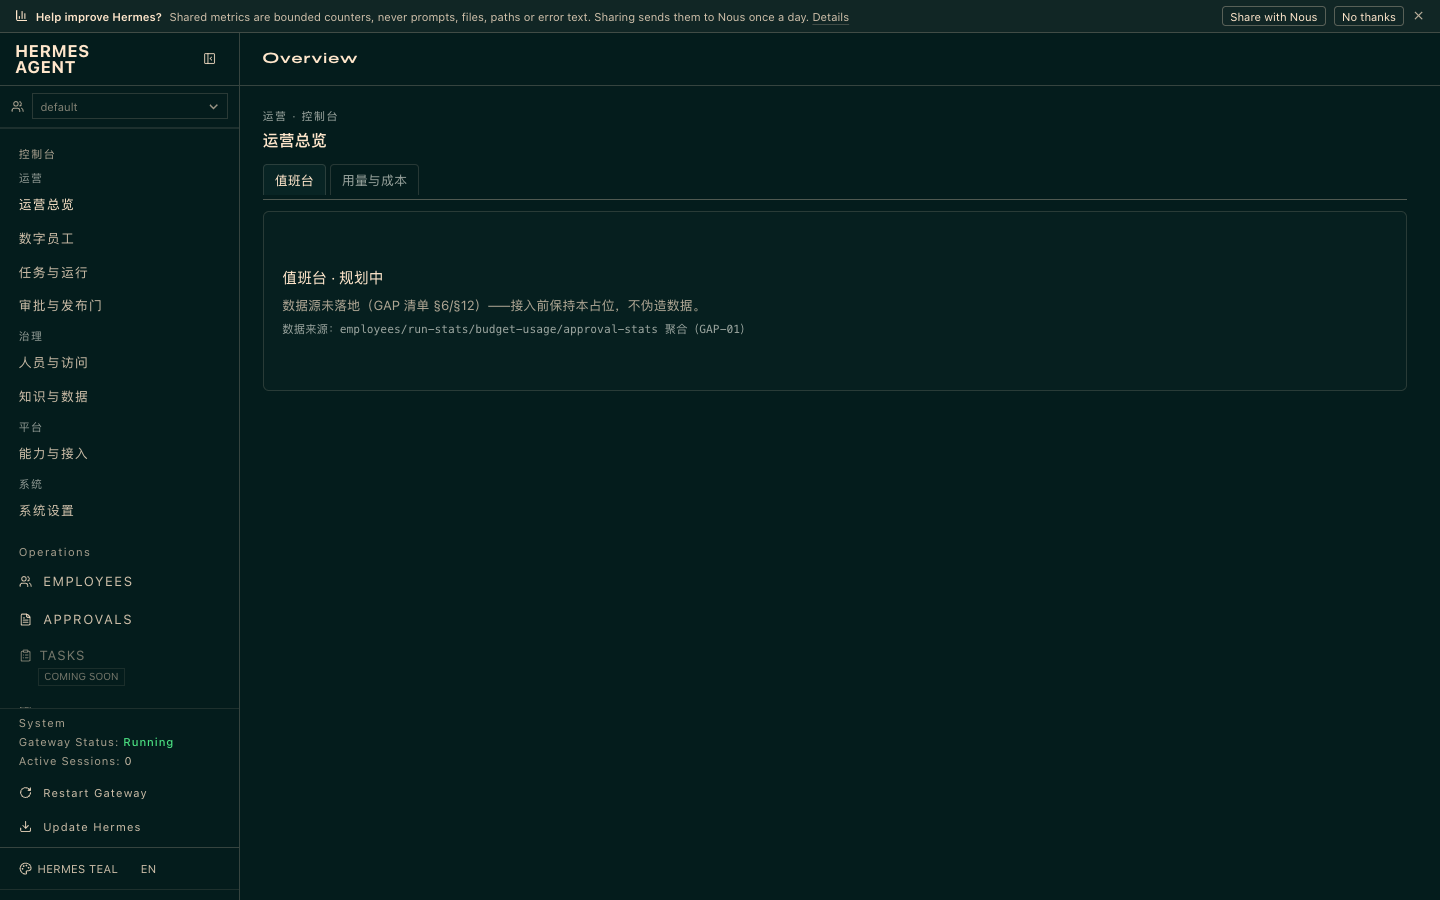 Help improve Hermes? Shared metrics are bounded counters, never prompts, files, paths or error text. Sharing sends them to Nous once a day. Details
Share with Nous
No thanks
HERMES
AGENT
Overview
default
控制台
运营
运营总览
数字员工
任务与运行
审批与发布门
治理
人员与访问
知识与数据
平台
能力与接入
系统
系统设置
Operations
EMPLOYEES
APPROVALS
TASKS
COMING SOON
System
Gateway Status: Running
Active Sessions: 0
Restart Gateway
Update Hermes
HERMES TEAL
EN
运营 · 控制台
运营总览
值班台
用量与成本
值班台 · 规划中
数据源未落地（GAP 清单 §6/§12）——接入前保持本占位，不伪造数据。
数据来源: employees/run-stats/budget-usage/approval-stats 聚合（GAP-01）